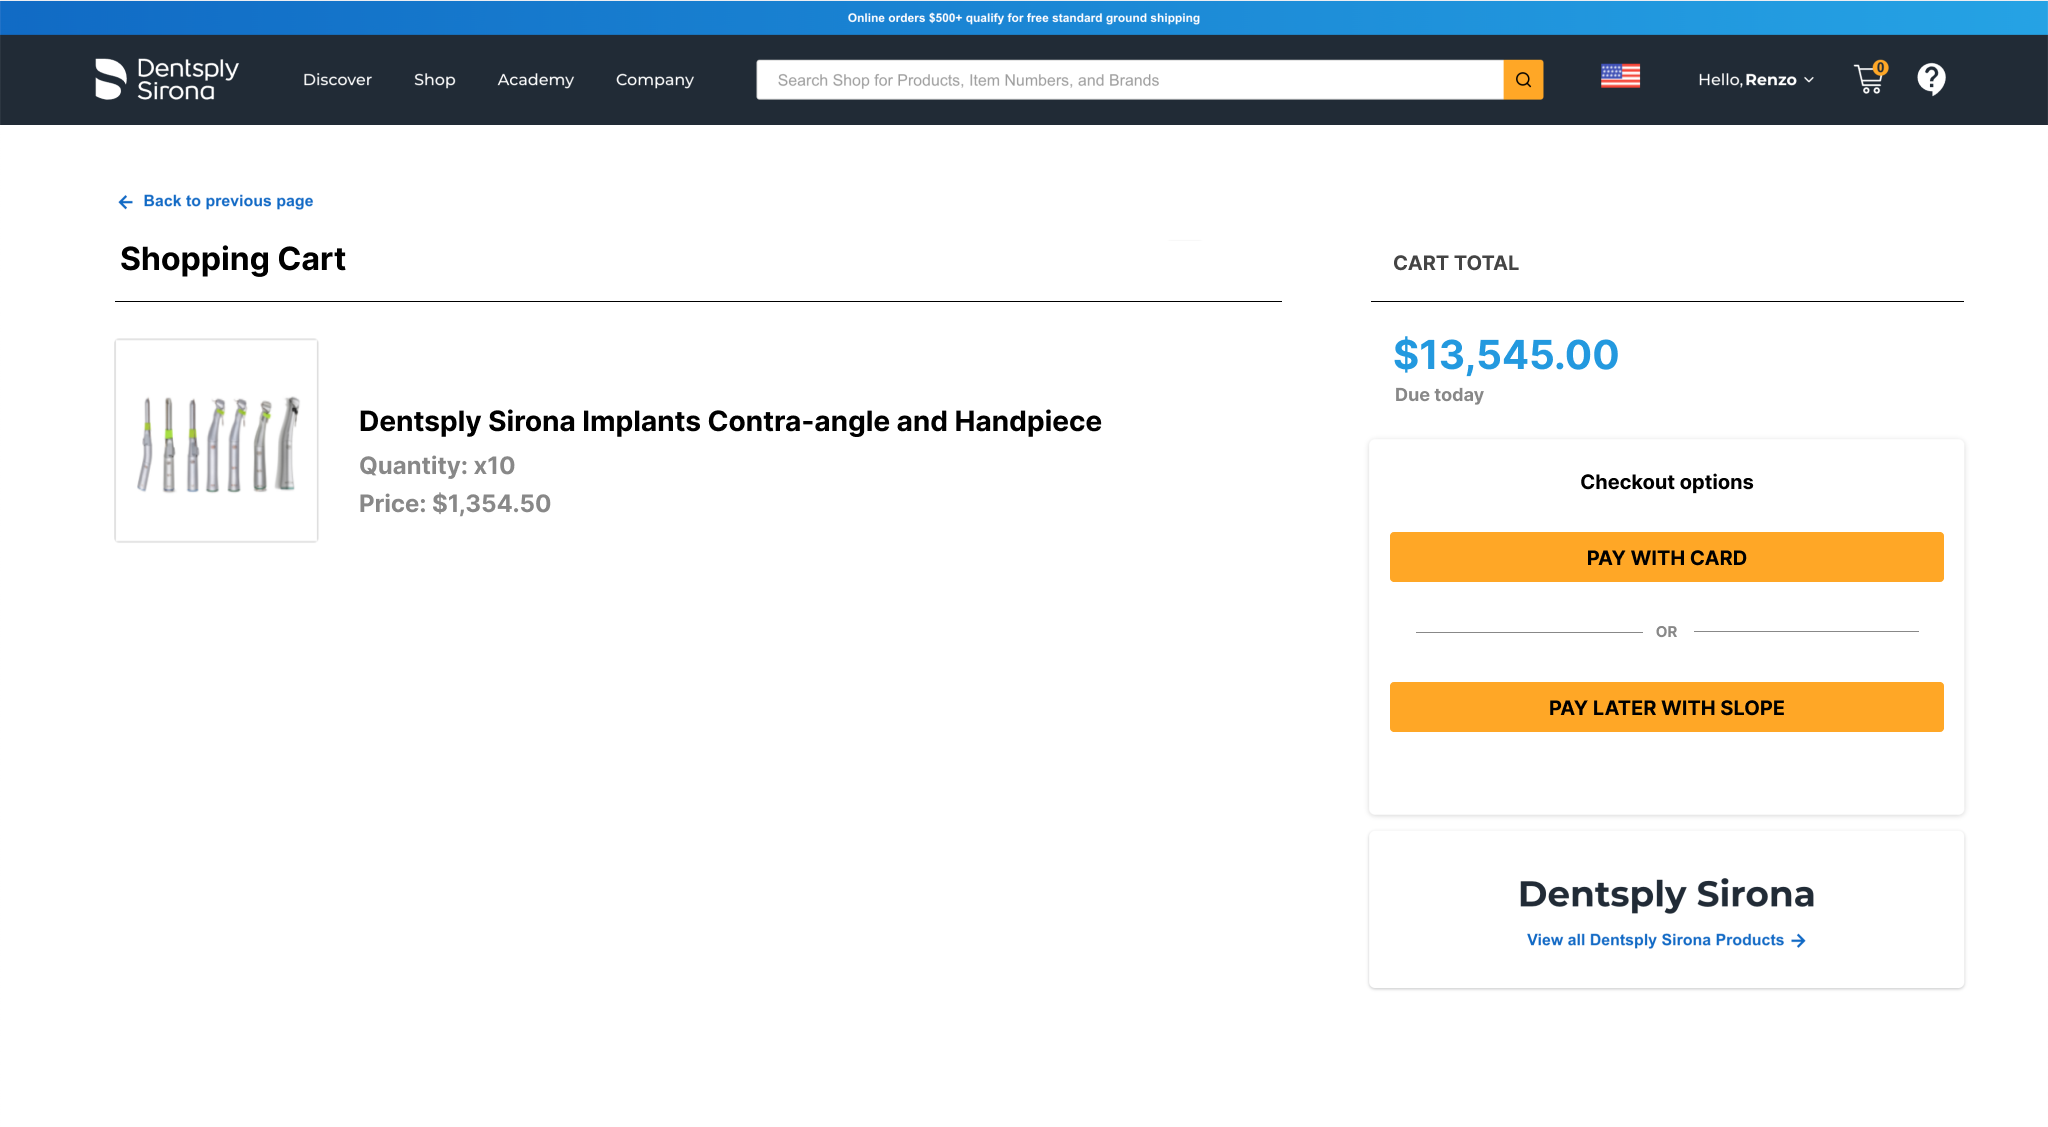 Online orders $500+ qualify for free standard ground shipping
Dentsply
Sirona
Discover
Shop
Academy
Company
Search Shop for Products, Item Numbers, and Brands
Hello, Renzo
0
?
Back to previous page
Shopping Cart
Dentsply Sirona Implants Contra-angle and Handpiece
Quantity: x10
Price: $1,354.50
CART TOTAL
$13,545.00
Due today
Checkout options
PAY WITH CARD
OR
PAY LATER WITH SLOPE
Dentsply Sirona
View all Dentsply Sirona Products